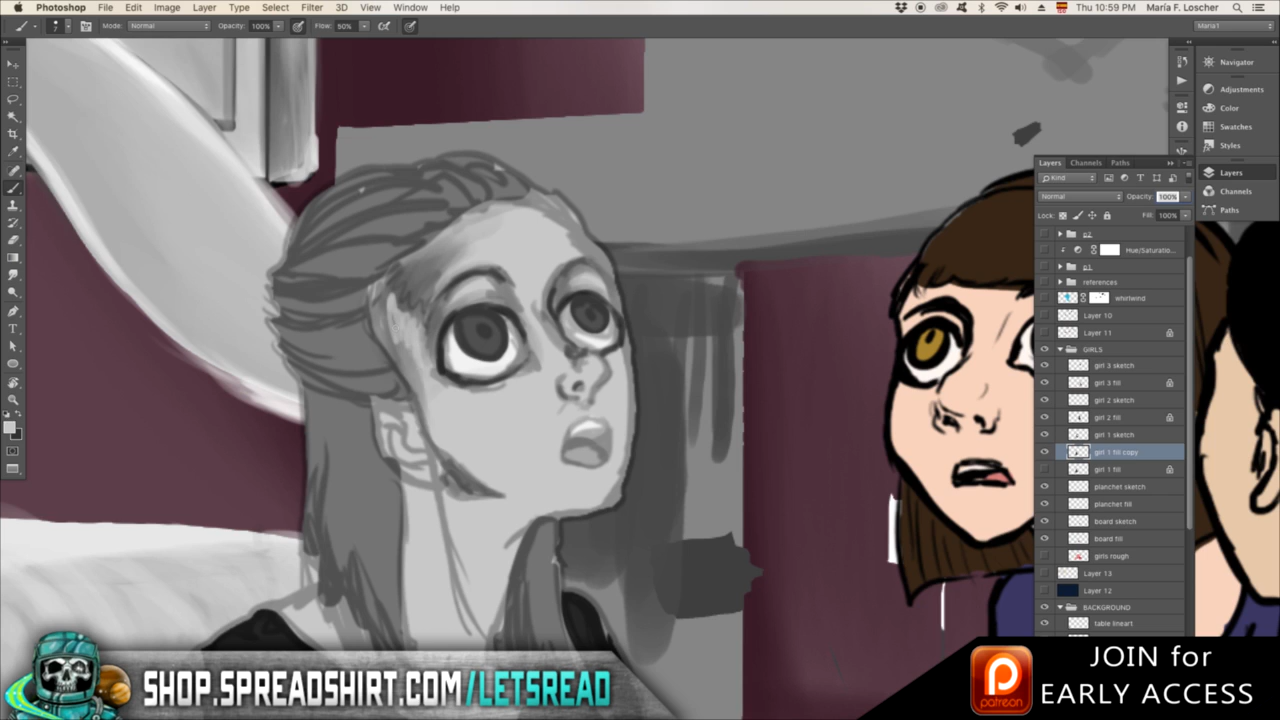 Photoshop File Edit Image Layer Type Select Filter 3D View Window Help Thu 10:59 PM María F. Loscher
Mode: Normal Opacity: 100% Flow: 50% Maria1
Navigator
Adjustments
Color
Swatches
Styles
Layers
Channels
Paths
Layers Channels Paths
Kind
Normal Opacity: 100%
Lock: Fill: 100%
p2
Hue/Saturatio...
p1
references
whirlwind
Layer 10
Layer 11
GIRLS
girl 3 sketch
girl 3 fill
girl 2 sketch
girl 2 fill
girl 1 sketch
girl 1 fill copy
girl 1 fill
planchet sketch
planchet fill
board sketch
board fill
girls rough
Layer 13
Layer 12
BACKGROUND
table lineart
SHOP.SPREADSHIRT.COM/LETSREAD
patreon
JOIN for
EARLY ACCESS